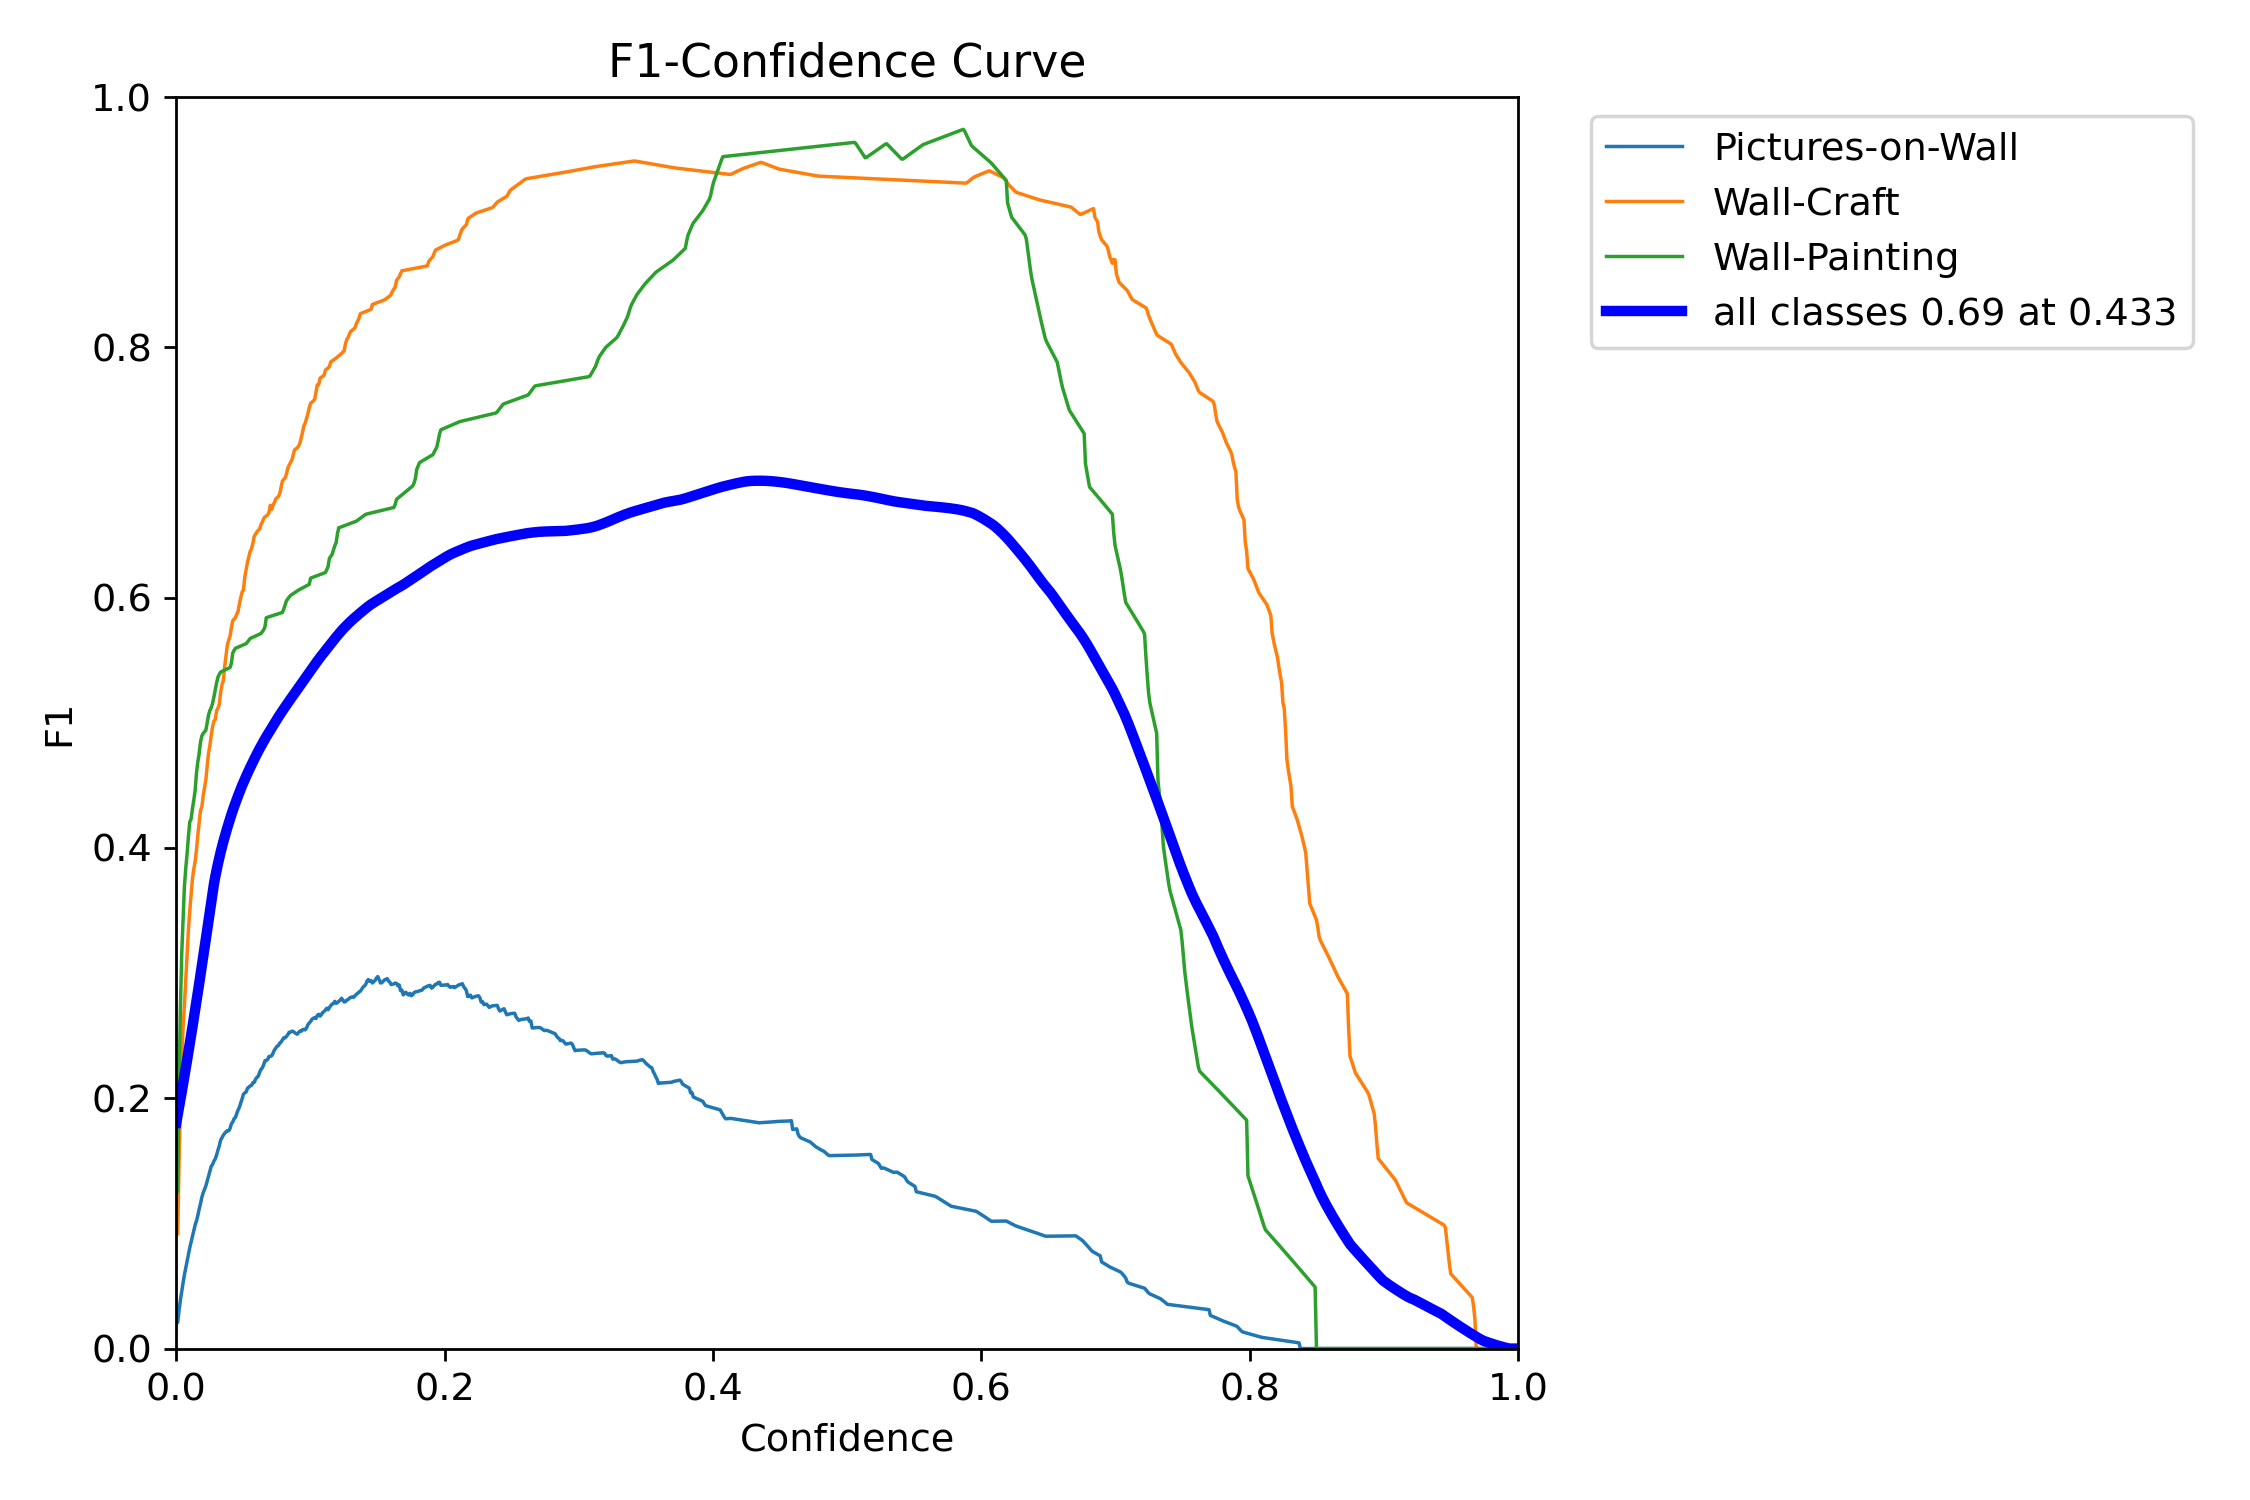 F1-Confidence Curve
1.0
0.8
0.6
0.4
0.2
0.0
F1
0.0 0.2 0.4 0.6 0.8 1.0
Confidence
Pictures-on-Wall
Wall-Craft
Wall-Painting
all classes 0.69 at 0.433